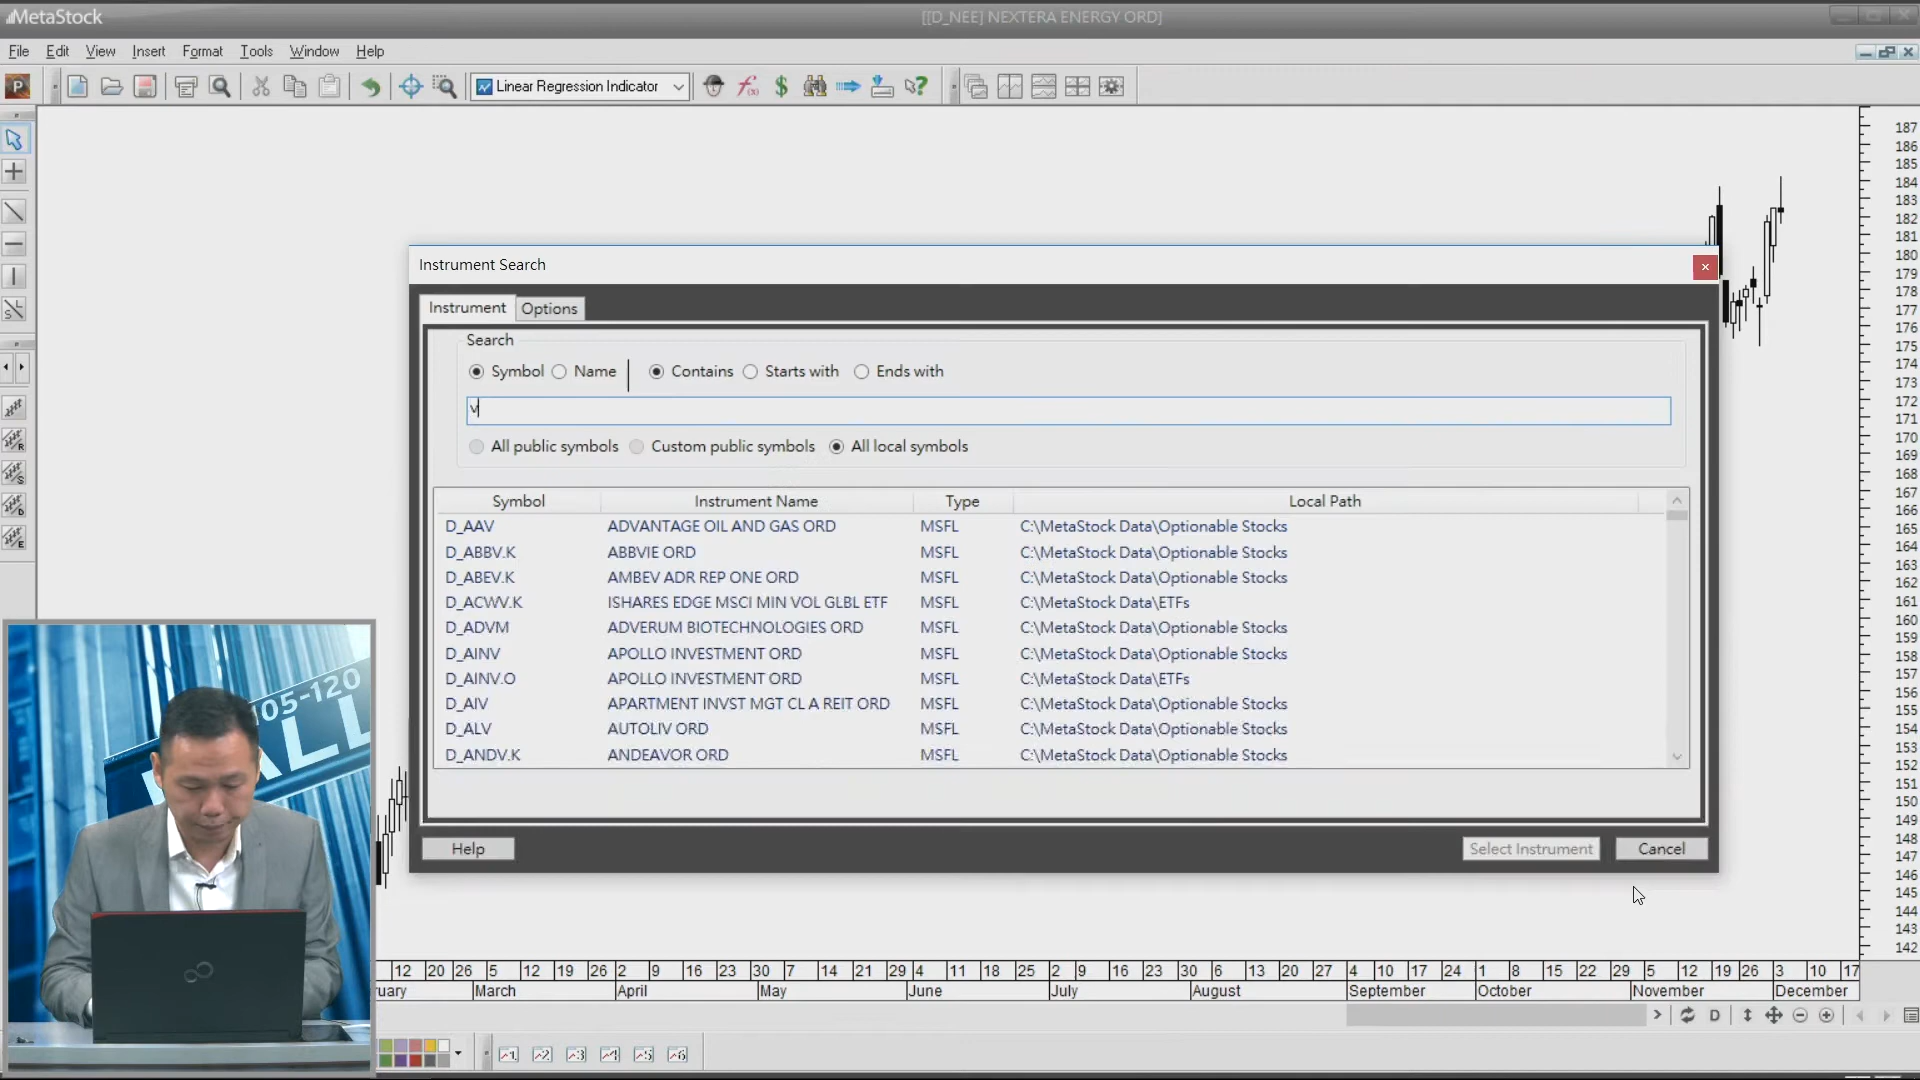 MetaStock
[[D_NEE] NEXTERA ENERGY ORD]
File Edit View Insert Format Tools Window Help
P Linear Regression Indicator
Instrument Search
Instrument Options
Search
Symbol Name Contains Starts with Ends with
v
All public symbols Custom public symbols All local symbols
Symbol Instrument Name Type Local Path
D_AAV ADVANTAGE OIL AND GAS ORD MSFL C:\MetaStock Data\Optionable Stocks
D_ABBV.K ABBVIE ORD MSFL C:\MetaStock Data\Optionable Stocks
D_ABEV.K AMBEV ADR REP ONE ORD MSFL C:\MetaStock Data\Optionable Stocks
D_ACWV.K ISHARES EDGE MSCI MIN VOL GLBL ETF MSFL C:\MetaStock Data\ETFs
D_ADVM ADVERUM BIOTECHNOLOGIES ORD MSFL C:\MetaStock Data\Optionable Stocks
D_AINV APOLLO INVESTMENT ORD MSFL C:\MetaStock Data\Optionable Stocks
D_AINV.O APOLLO INVESTMENT ORD MSFL C:\MetaStock Data\ETFs
D_AIV APARTMENT INVST MGT CL A REIT ORD MSFL C:\MetaStock Data\Optionable Stocks
D_ALV AUTOLIV ORD MSFL C:\MetaStock Data\Optionable Stocks
D_ANDV.K ANDEAVOR ORD MSFL C:\MetaStock Data\Optionable Stocks
Help Select Instrument Cancel
187
186
185
184
183
182
181
180
179
178
177
176
175
174
173
172
171
170
169
168
167
166
165
164
163
162
161
160
159
158
157
156
155
154
153
152
151
150
149
148
147
146
145
144
143
142
105-120
ALL
12 20 26 5 12 19 26 2 9 16 23 30 7 14 21 29 4 11 18 25 2 9 16 23 30 6 13 20 27 4 10 17 24 1 8 15 22 29 5 12 19 26 3 10 17
uary March April May June July August September October November December
D
1 2 3 4 5 6